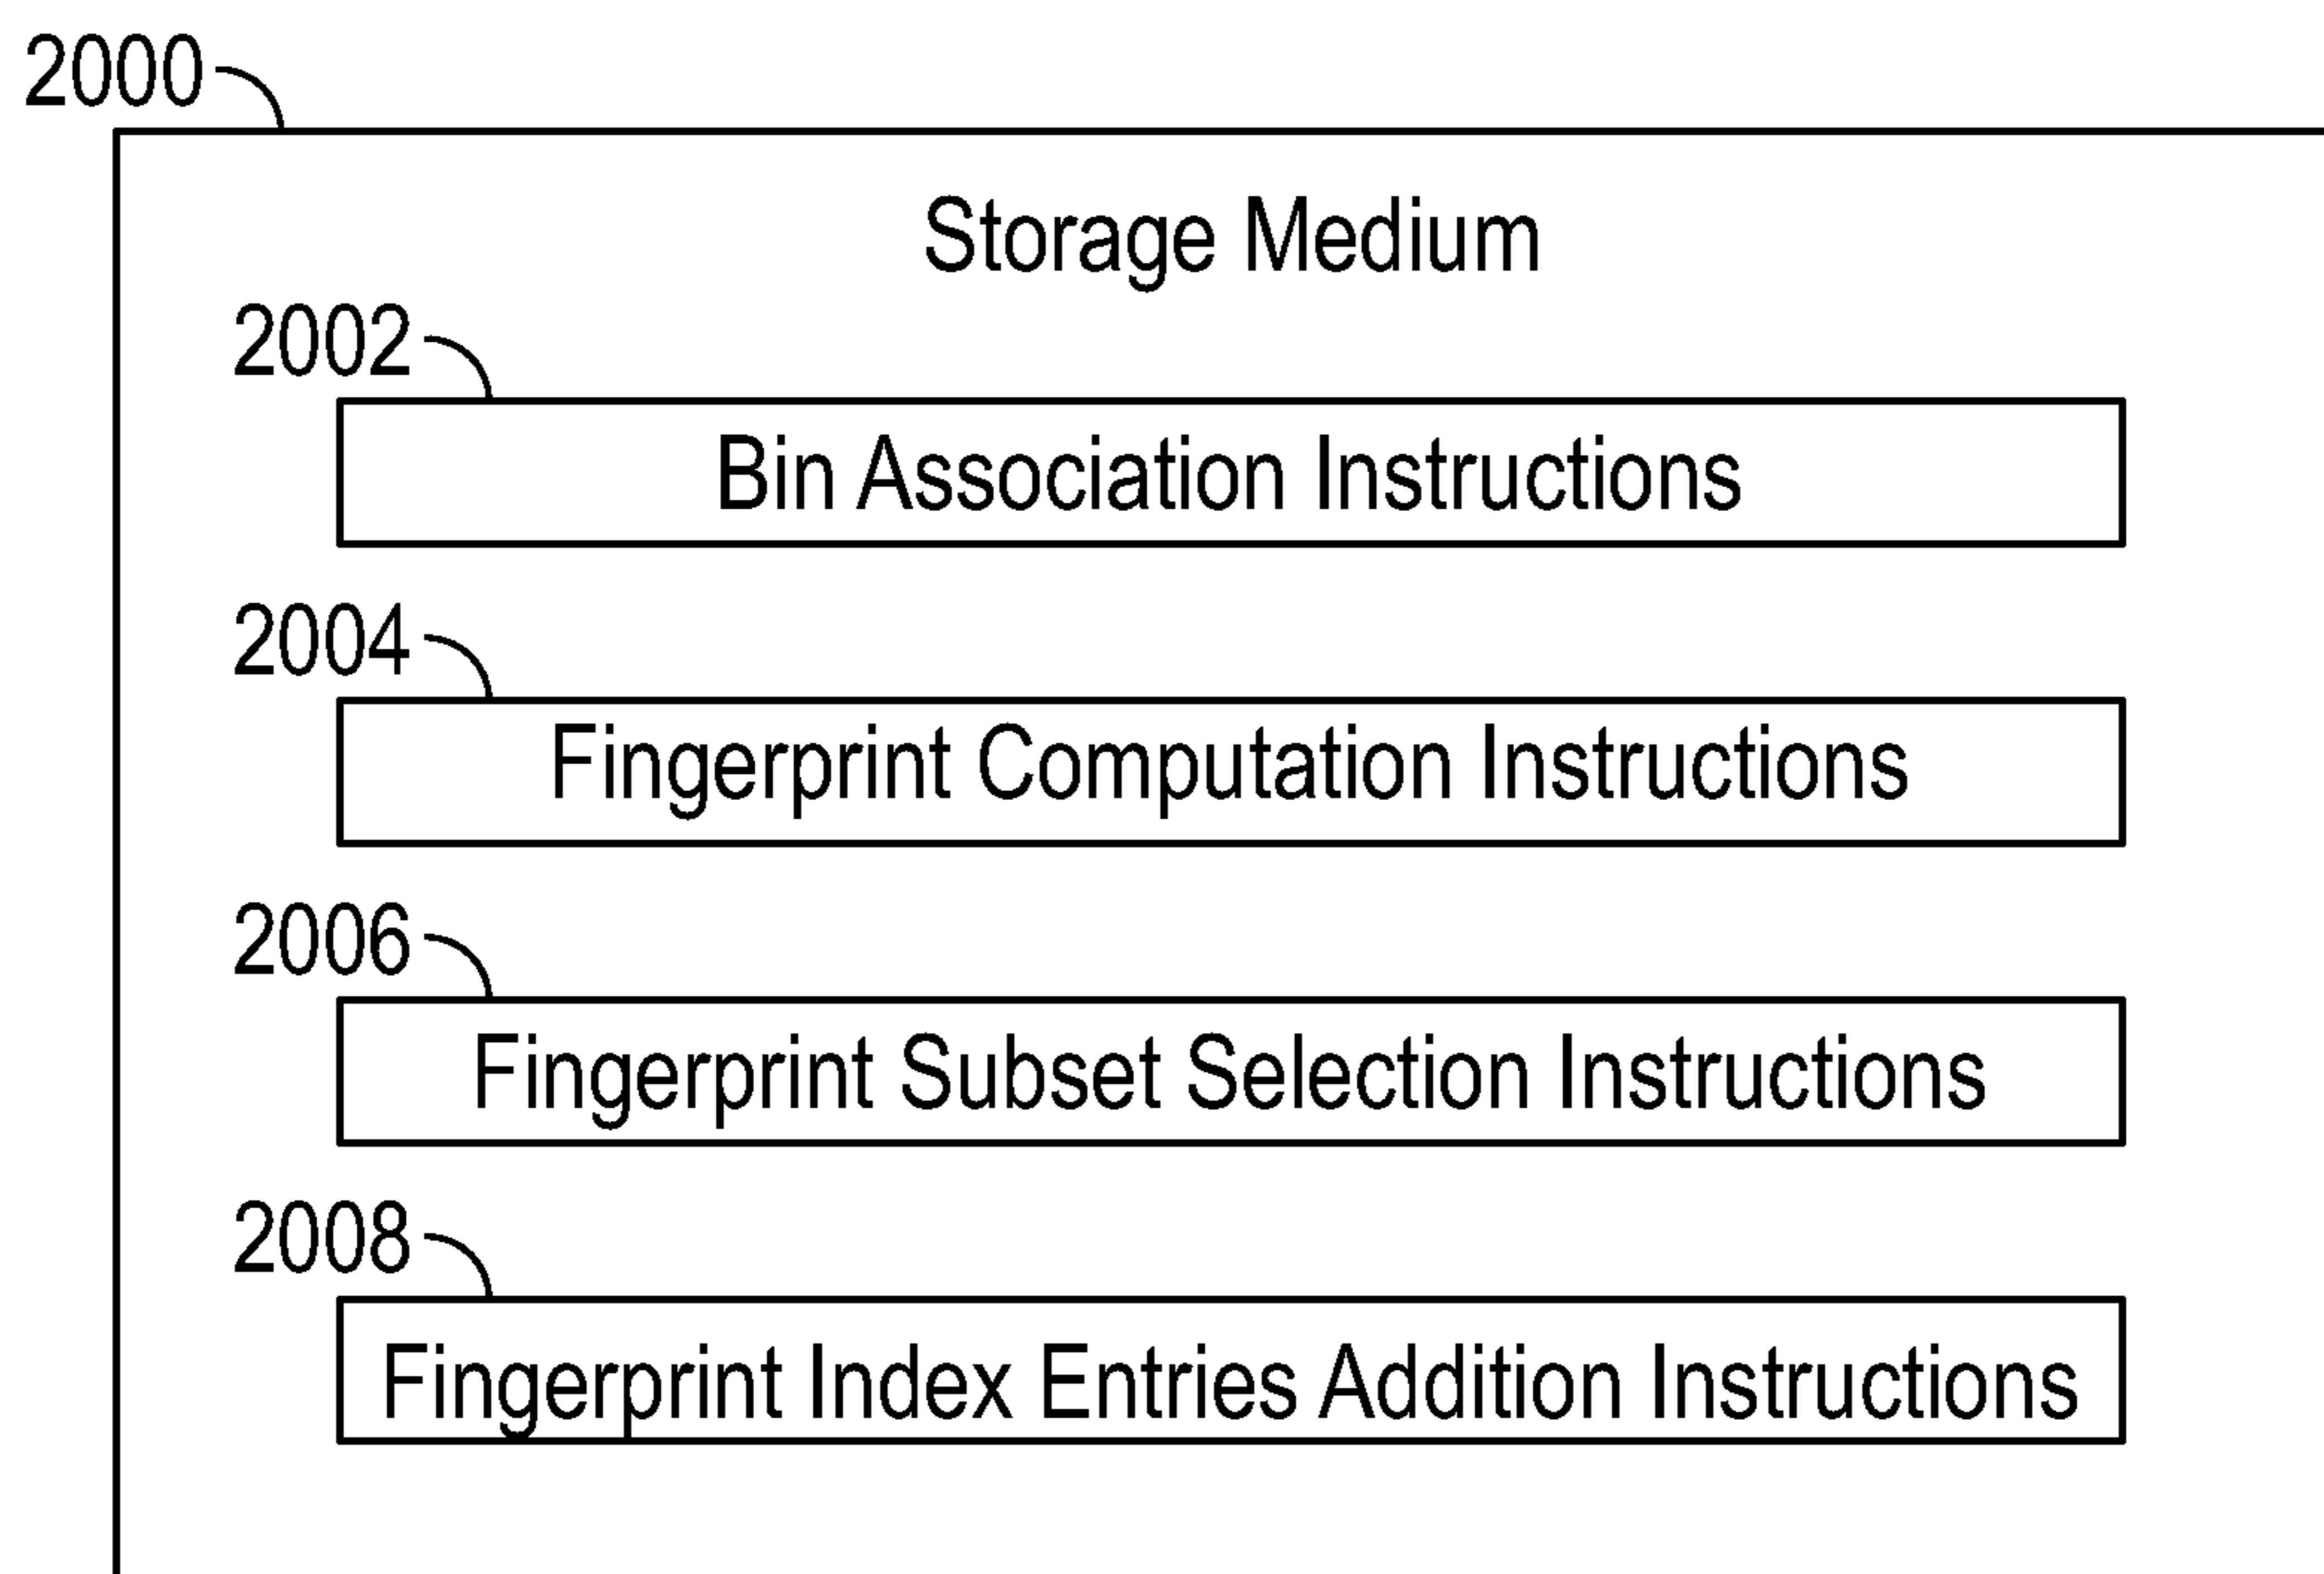 2000
Storage Medium
2002
Bin Association Instructions
2004
Fingerprint Computation Instructions
2006
Fingerprint Subset Selection Instructions
2008
Fingerprint Index Entries Addition Instructions